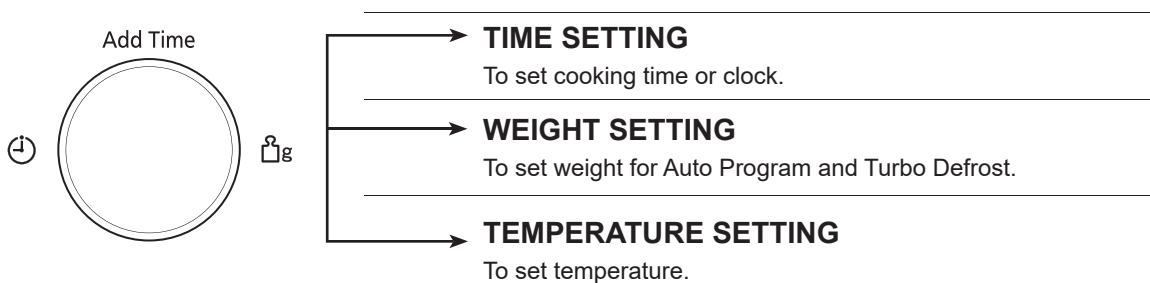 Add Time
g
TIME SETTING
To set cooking time or clock.
WEIGHT SETTING
To set weight for Auto Program and Turbo Defrost.
TEMPERATURE SETTING
To set temperature.